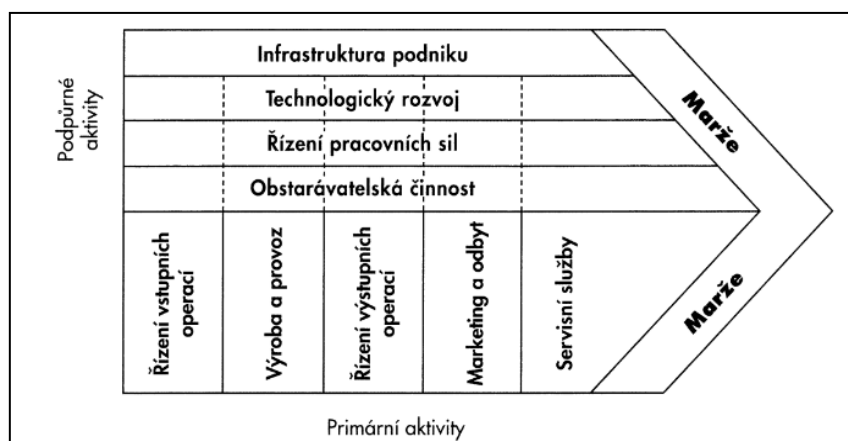 Podpůrné
aktivity
Infrastruktura podniku
Technologický rozvoj
Řízení pracovních sil
Obstarávatelská činnost
Marže
Řízení vstupních
operací
Výroba a provoz
Řízení výstupních
operací
Marketing a odbyt
Servisní služby
Marže
Primární aktivity